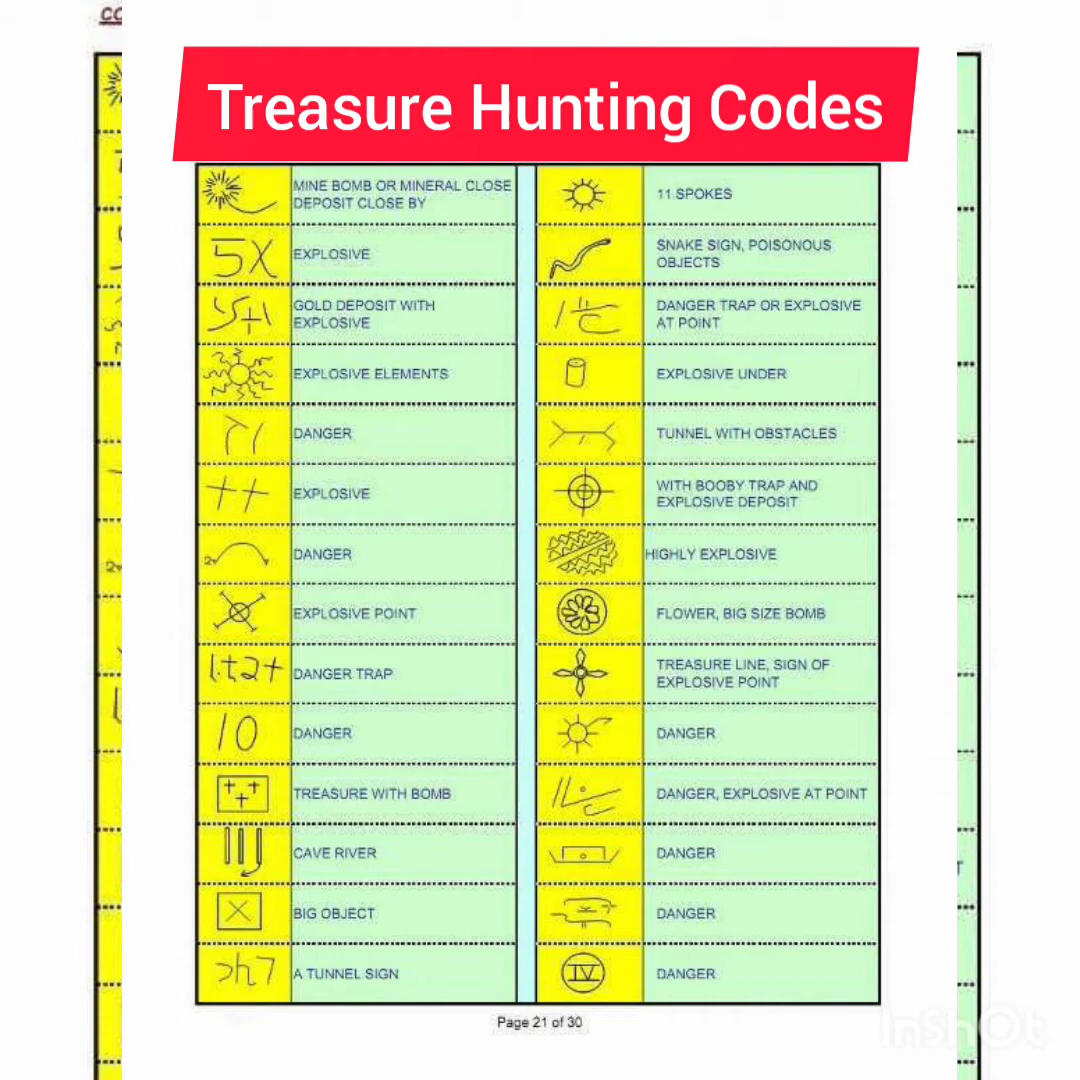 CC
Treasure Hunting Codes
MINE BOMB OR MINERAL CLOSE
DEPOSIT CLOSE BY
11 SPOKES
5X
EXPLOSIVE
SNAKE SIGN, POISONOUS
OBJECTS
GOLD DEPOSIT WITH
EXPLOSIVE
DANGER TRAP OR EXPLOSIVE
AT POINT
EXPLOSIVE ELEMENTS
EXPLOSIVE UNDER
DANGER
TUNNEL WITH OBSTACLES
++
EXPLOSIVE
WITH BOOBY TRAP AND
EXPLOSIVE DEPOSIT
DANGER
HIGHLY EXPLOSIVE
EXPLOSIVE POINT
FLOWER, BIG SIZE BOMB
DANGER TRAP
TREASURE LINE, SIGN OF
EXPLOSIVE POINT
10
DANGER
DANGER
TREASURE WITH BOMB
DANGER, EXPLOSIVE AT POINT
CAVE RIVER
DANGER
BIG OBJECT
DANGER
A TUNNEL SIGN
IV
DANGER
Page 21 of 30
InShOt